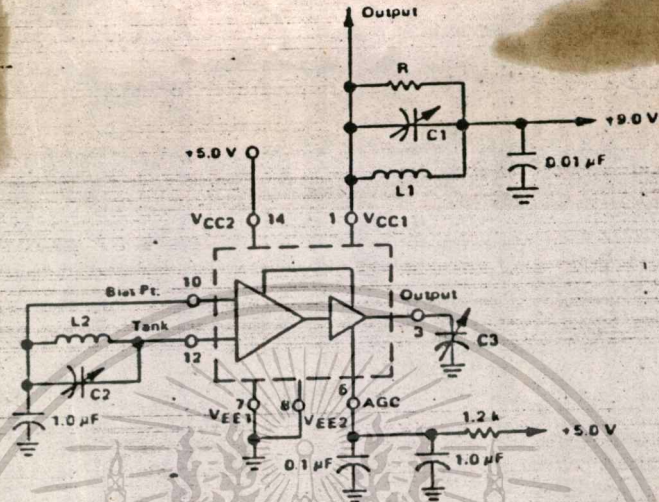 Output
R
C1
+9.0 V
0.01 µF
L1
+5.0 V
VCC2
14
1
VCC1
Bias Pt.
10
Output
3
C3
L2
Tank
12
C2
1.0 µF
7
VEE1
8
VEE2
6
AGC
1.2 k
+5.0 V
0.1 µF
1.0 µF